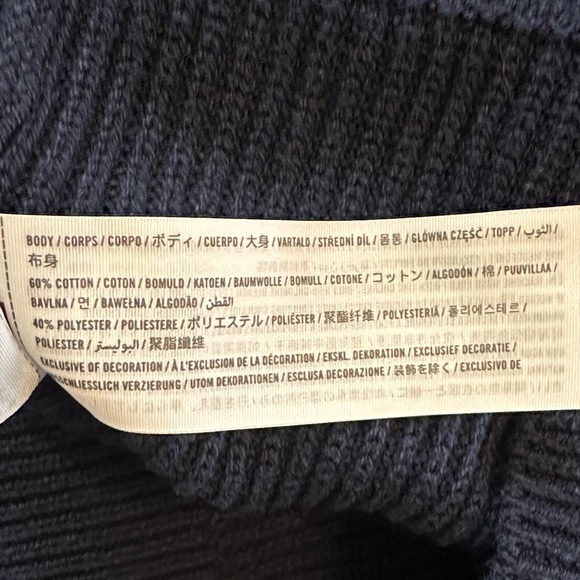 BODY / CORPS / CORPO / ボディ / CUERPO / 大身 / VARTALO / STŘEDNÍ DÍL / 몸통 / GŁÓWNA CZĘŚĆ / TOPP / الثوب /
布身
60% COTTON / COTON / BOMULD / KATOEN / BAUMWOLLE / BOMULL / COTONE / コットン / ALGODÓN / 棉 / PUUVILLAA /
BAVLNA / 면 / BAWEŁNA / ALGODÃO / القطن
40% POLYESTER / POLIESTERE / ポリエステル / POLIÉSTER / 聚酯纤维 / POLYESTERIÄ / 폴리에스테르 /
POLIESTER / البوليستر / 聚脂纖維
EXCLUSIVE OF DECORATION / À L'EXCLUSION DE LA DÉCORATION / EKSKL. DEKORATION / EXCLUSIEF DECORATIE /
SCHLIESSLICH VERZIERUNG / UTOM DEKORATIONEN / ESCLUSA DECORAZIONE / 装飾を除く / EXCLUSIVO DE